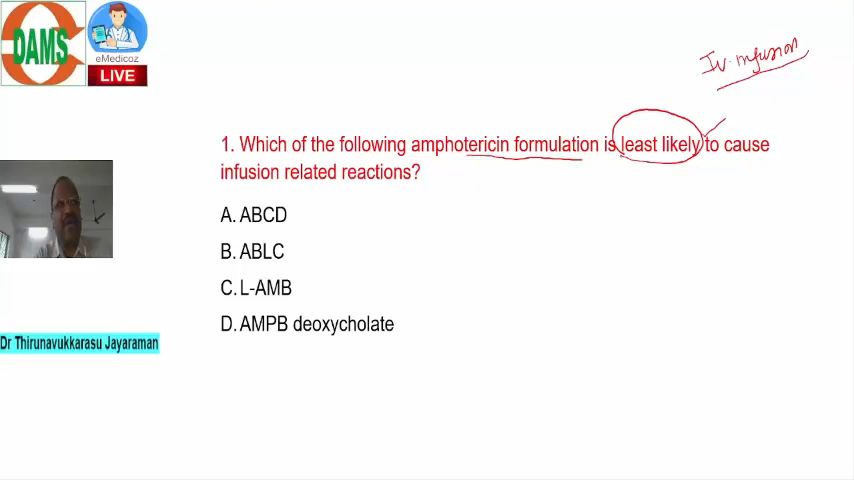 DAMS
eMedicoz
LIVE
Iv. infusion
1. Which of the following amphotericin formulation is least likely to cause
infusion related reactions?
A. ABCD
B. ABLC
C. L-AMB
D. AMPB deoxycholate
Dr Thirunavukkarasu Jayaraman